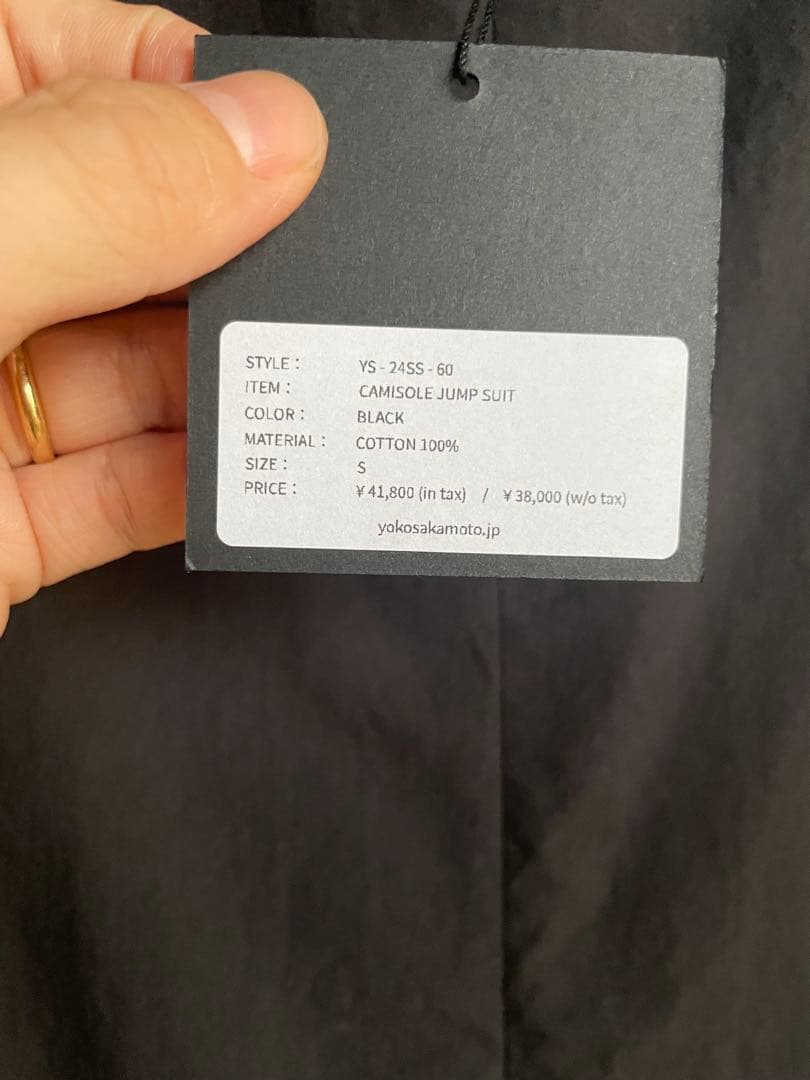 STYLE： YS - 24SS - 60
ITEM： CAMISOLE JUMP SUIT
COLOR： BLACK
MATERIAL： COTTON 100%
SIZE： S
PRICE： ¥ 41,800 (in tax) / ¥ 38,000 (w/o tax)
yokosakamoto.jp